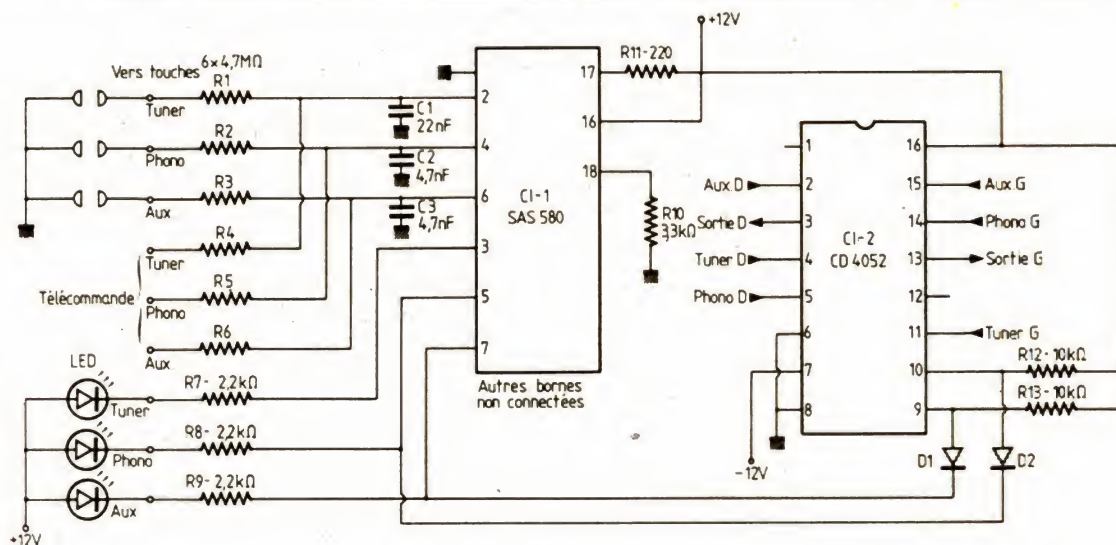 +12V
Vers touches
6×4,7MΩ
R1
Tuner
R2
Phono
R3
Aux
R4
Tuner
R5
Télécommande
Phono
R6
Aux
C1
22nF
C2
4,7nF
C3
4,7nF
2
4
6
3
5
7
CI-1
SAS 580
17
16
18
R11-220
R10
3,3kΩ
Autres bornes
non connectées
LED
R7- 2,2kΩ
Tuner
R8- 2,2kΩ
Phono
R9-2,2kΩ
Aux
+12V
1
2
3
4
5
6
7
8
CI-2
CD 4052
16
15
14
13
12
11
10
9
Aux.D
Sortie D
Tuner D
Phono D
Aux G
Phono G
Sortie G
Tuner G
R12-10kΩ
R13-10kΩ
D1
D2
-12V